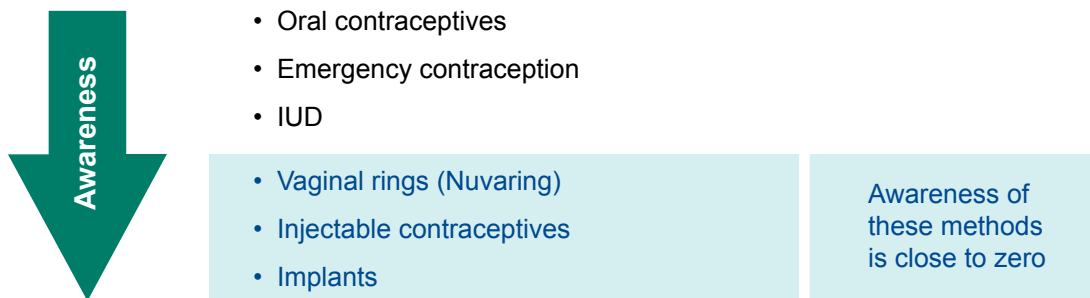 Awareness
• Oral contraceptives
• Emergency contraception
• IUD
• Vaginal rings (Nuvaring)
• Injectable contraceptives
• Implants
Awareness of
these methods
is close to zero